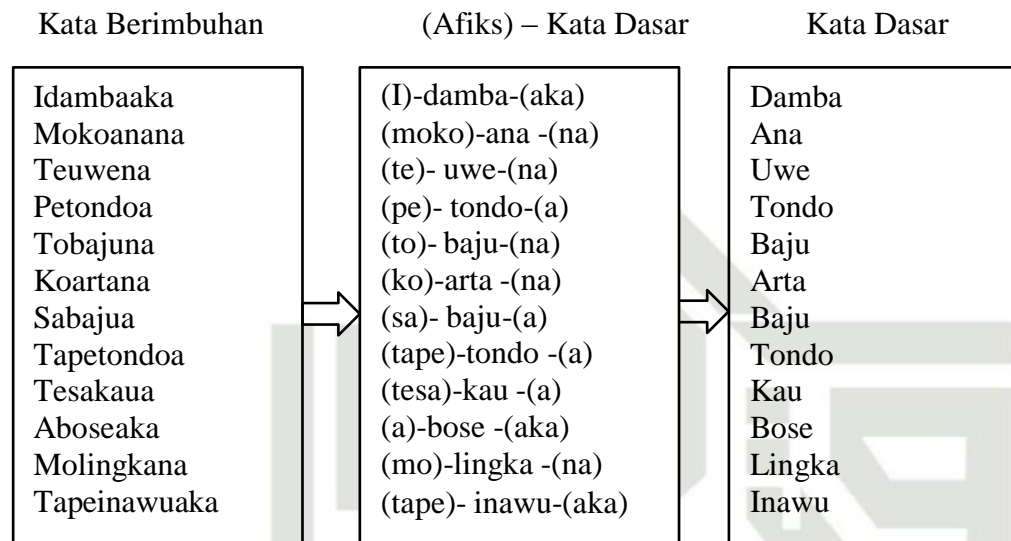 Kata Berimbuhan (Afiks) – Kata Dasar Kata Dasar
Idambaaka (I)-damba-(aka) Damba
Mokoanana (moko)-ana -(na) Ana
Teuwena (te)- uwe-(na) Uwe
Petondoa (pe)- tondo-(a) Tondo
Tobajuna (to)- baju-(na) Baju
Koartana (ko)-arta -(na) Arta
Sabajua (sa)- baju-(a) Baju
Tapetondoa (tape)-tondo -(a) Tondo
Tesakaua (tesa)-kau -(a) Kau
Aboseaka (a)-bose -(aka) Bose
Molingkana (mo)-lingka -(na) Lingka
Tapeinawuaka (tape)- inawu-(aka) Inawu